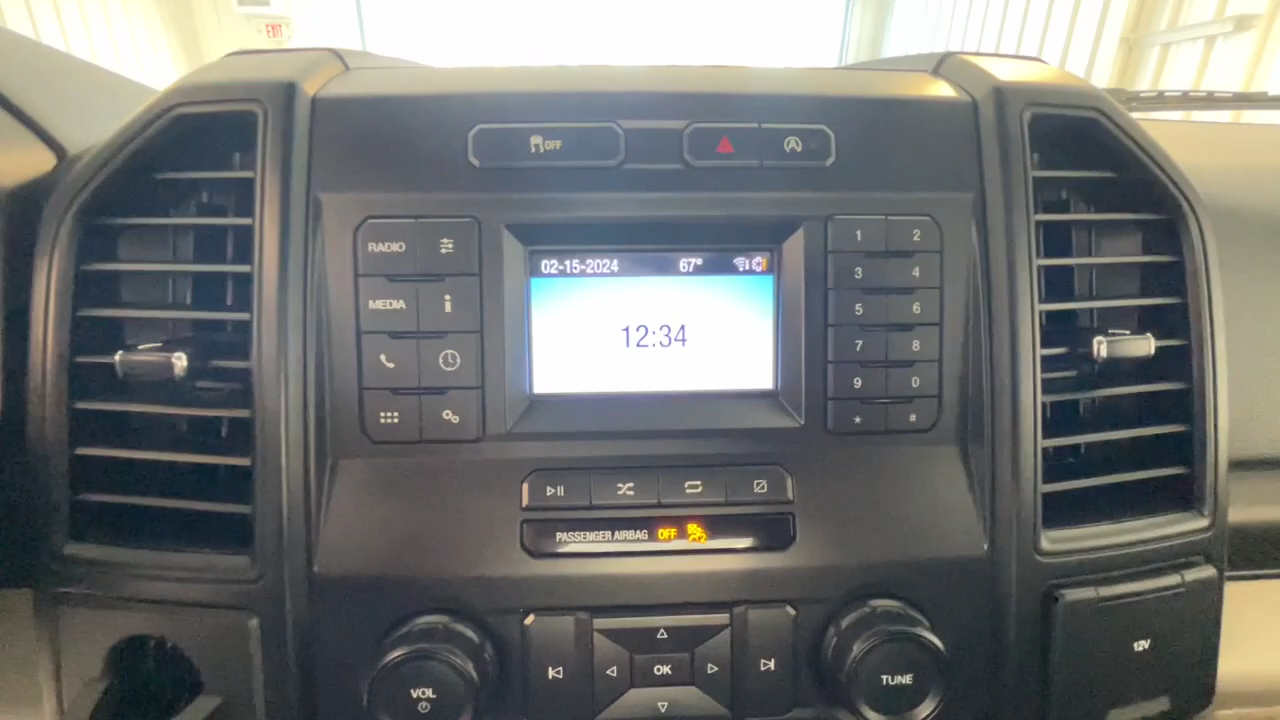 EXIT
OFF
RADIO
MEDIA
02-15-2024 67°
12:34
1 2
3 4
5 6
7 8
9 0
* #
PASSENGER AIRBAG OFF 2
VOL
OK
TUNE
12V